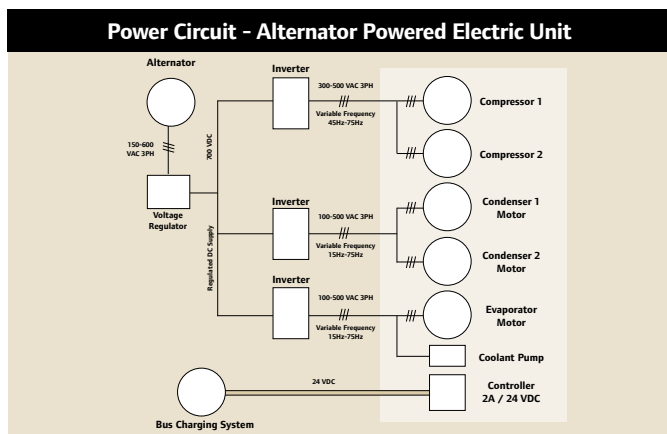 Power Circuit - Alternator Powered Electric Unit
Alternator
150-600
VAC 3PH
Voltage
Regulator
700 VDC
Regulated DC Supply
Inverter
300-500 VAC 3PH
Variable Frequency
45Hz-75Hz
Compressor 1
Compressor 2
Inverter
100-500 VAC 3PH
Variable Frequency
15Hz-75Hz
Condenser 1
Motor
Condenser 2
Motor
Inverter
100-500 VAC 3PH
Variable Frequency
15Hz-75Hz
Evaporator
Motor
Coolant Pump
24 VDC
Bus Charging System
Controller
2A / 24 VDC